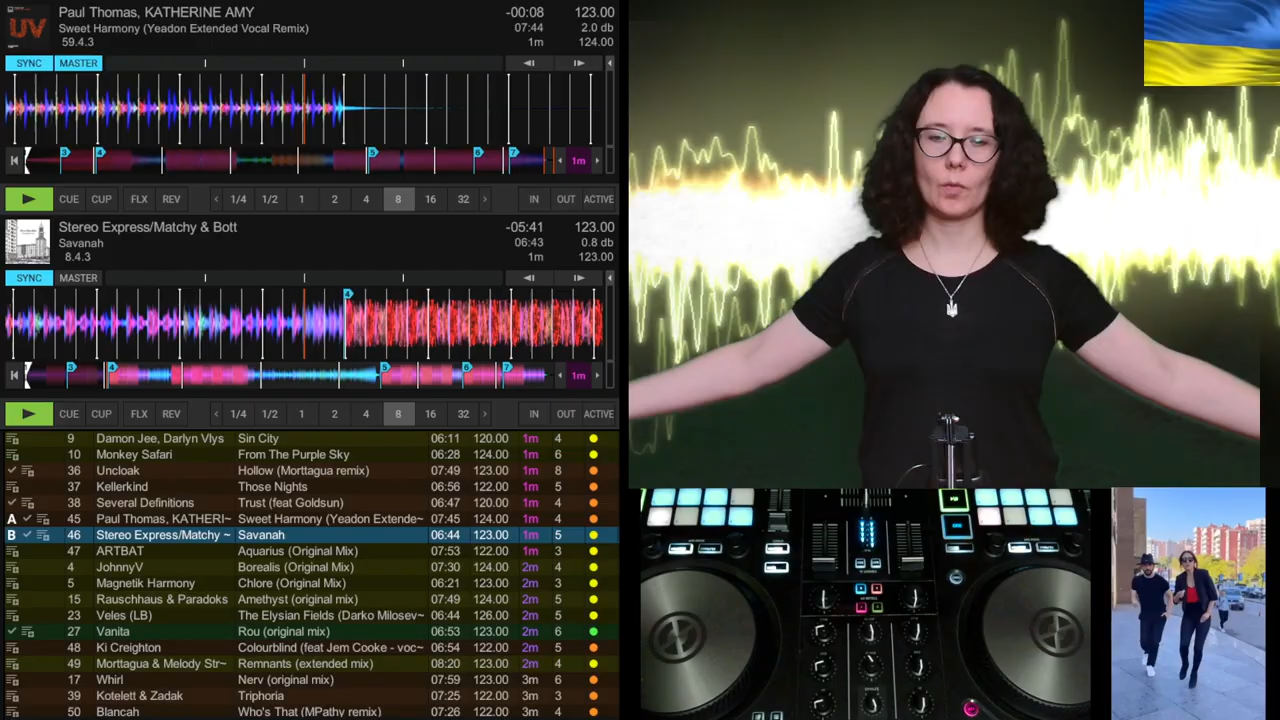 UV
Paul Thomas, KATHERINE AMY -00:08 123.00
Sweet Harmony (Yeadon Extended Vocal Remix) 07:44 2.0 db
59.4.3 1m 124.00
SYNC MASTER
3 4 5 6 7 1m
CUE CUP FLX REV 1/4 1/2 1 2 4 8 16 32 IN OUT ACTIVE
Stereo Express/Matchy & Bott -05:41 123.00
Savanah 06:43 0.8 db
8.4.3 1m 123.00
SYNC MASTER
4
3 4 5 6 7 1m
CUE CUP FLX REV 1/4 1/2 1 2 4 8 16 32 IN OUT ACTIVE
9 Damon Jee, Darlyn Vlys Sin City 06:11 120.00 1m 4
10 Monkey Safari From The Purple Sky 06:28 124.00 1m 6
36 Uncloak Hollow (Morttagua remix) 07:49 123.00 1m 8
37 Kellerkind Those Nights 06:56 122.00 1m 5
38 Several Definitions Trust (feat Goldsun) 06:47 120.00 1m 4
A 45 Paul Thomas, KATHERI~ Sweet Harmony (Yeadon Extende~ 07:45 124.00 1m 4
B 46 Stereo Express/Matchy ~ Savanah 06:44 123.00 1m 5
47 ARTBAT Aquarius (Original Mix) 07:53 122.00 1m 3
4 JohnnyV Borealis (Original Mix) 07:30 124.00 2m 4
5 Magnetik Harmony Chlore (Original Mix) 06:21 123.00 2m 3
15 Rauschhaus & Paradoks Amethyst (original mix) 07:49 123.00 2m 5
23 Veles (LB) The Elysian Fields (Darko Milosev~ 06:44 126.00 2m 5
27 Vanita Rou (original mix) 06:53 123.00 2m 6
48 Ki Creighton Colourblind (feat Jem Cooke - voc~ 06:54 122.00 2m 5
49 Morttagua & Melody Str~ Remnants (extended mix) 08:20 123.00 2m 4
17 Whirl Nerv (original mix) 07:59 123.00 3m 6
39 Kotelett & Zadak Triphoria 07:25 122.00 3m 3
50 Blancah Who's That (MPathy remix) 07:26 122.00 3m 4